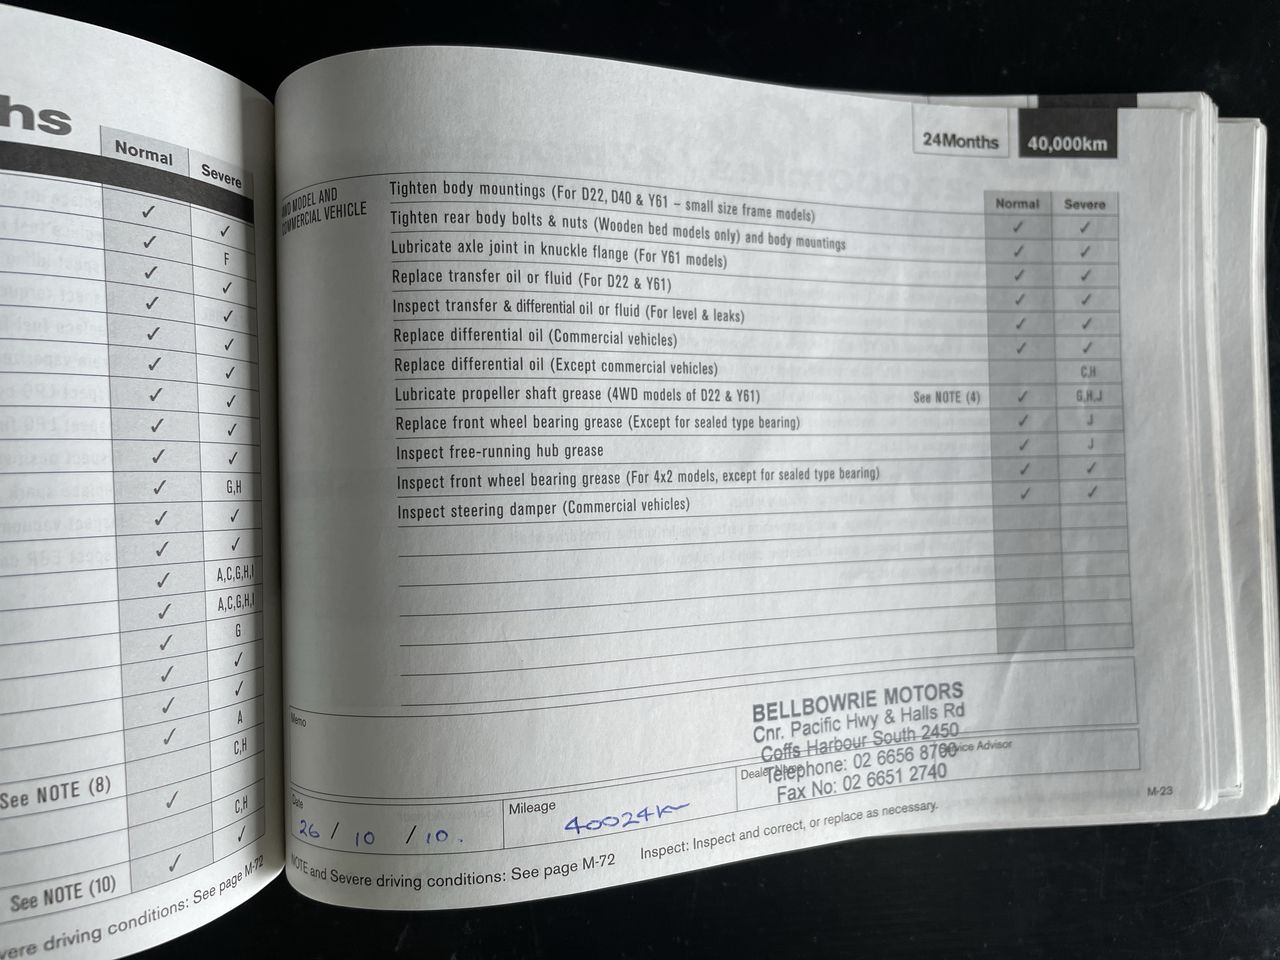 hs
Normal Severe
✓ ✓
✓ F
✓ ✓
✓ ✓
✓ ✓
✓ ✓
✓ ✓
✓ ✓
✓ ✓
✓ G,H
✓ ✓
✓ ✓
✓ A,C,G,H,I
✓ A,C,G,H,I
✓ G
✓ ✓
✓ ✓
✓ A
C,H
See NOTE (8) ✓
C,H
See NOTE (10) ✓ ✓
vere driving conditions: See page M-72
24Months 40,000km
Normal Severe
4WD MODEL AND
COMMERCIAL VEHICLE
Tighten body mountings (For D22, D40 & Y61 – small size frame models) ✓ ✓
Tighten rear body bolts & nuts (Wooden bed models only) and body mountings ✓ ✓
Lubricate axle joint in knuckle flange (For Y61 models) ✓ ✓
Replace transfer oil or fluid (For D22 & Y61) ✓ ✓
Inspect transfer & differential oil or fluid (For level & leaks) ✓ ✓
Replace differential oil (Commercial vehicles) ✓ ✓
Replace differential oil (Except commercial vehicles) C,H
Lubricate propeller shaft grease (4WD models of D22 & Y61) See NOTE (4) ✓ G,H,J
Replace front wheel bearing grease (Except for sealed type bearing) ✓ J
Inspect free-running hub grease ✓ J
Inspect front wheel bearing grease (For 4x2 models, except for sealed type bearing) ✓ ✓
Inspect steering damper (Commercial vehicles) ✓ ✓
Memo
BELLBOWRIE MOTORS
Cnr. Pacific Hwy & Halls Rd
Coffs Harbour South 2450
Telephone: 02 6656 8700
Fax No: 02 6651 2740
Dealer Name
Service Advisor
Date
26 / 10 / 10.
Mileage
40024km
M-23
NOTE and Severe driving conditions: See page M-72 Inspect: Inspect and correct, or replace as necessary.